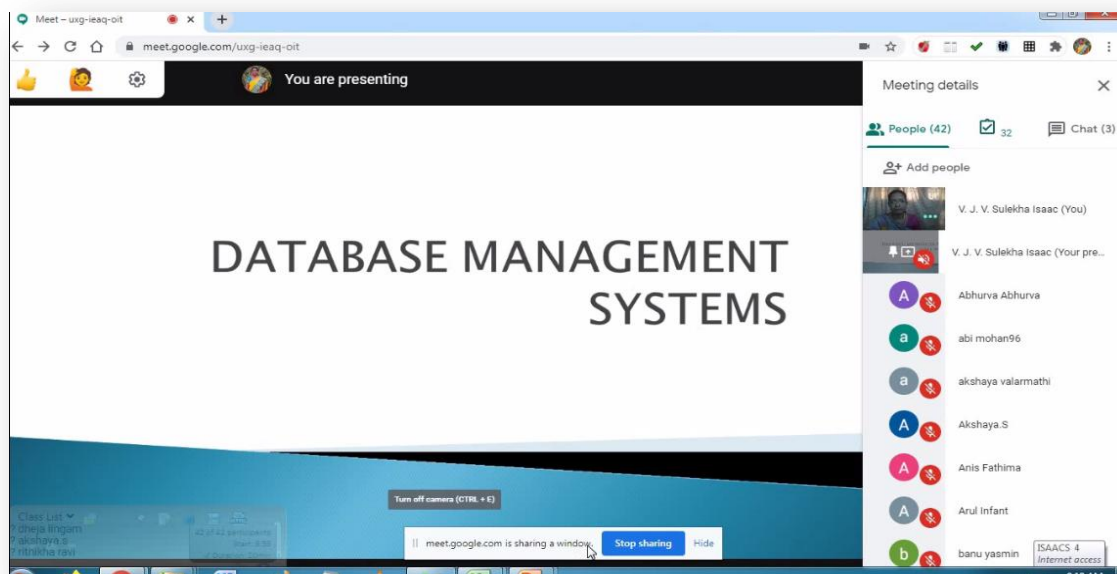 Meet – uxg-ieaq-oit
meet.google.com/uxg-ieaq-oit
You are presenting
Meeting details
People (42)
32
Chat (3)
Add people
V. J. V. Sulekha Isaac (You)
V. J. V. Sulekha Isaac (Your pre...
A Abhurva Abhurva
a abi mohan96
a akshaya valarmathi
A Akshaya.S
A Anis Fathima
A Arul Infant
b banu yasmin
DATABASE MANAGEMENT
SYSTEMS
Turn off camera (CTRL + E)
meet.google.com is sharing a window.
Stop sharing
Hide
Class List
? dheja lingam
? akshaya s
? ritnikha ravi
42 of 42 participants
ISAACS 4
Internet access